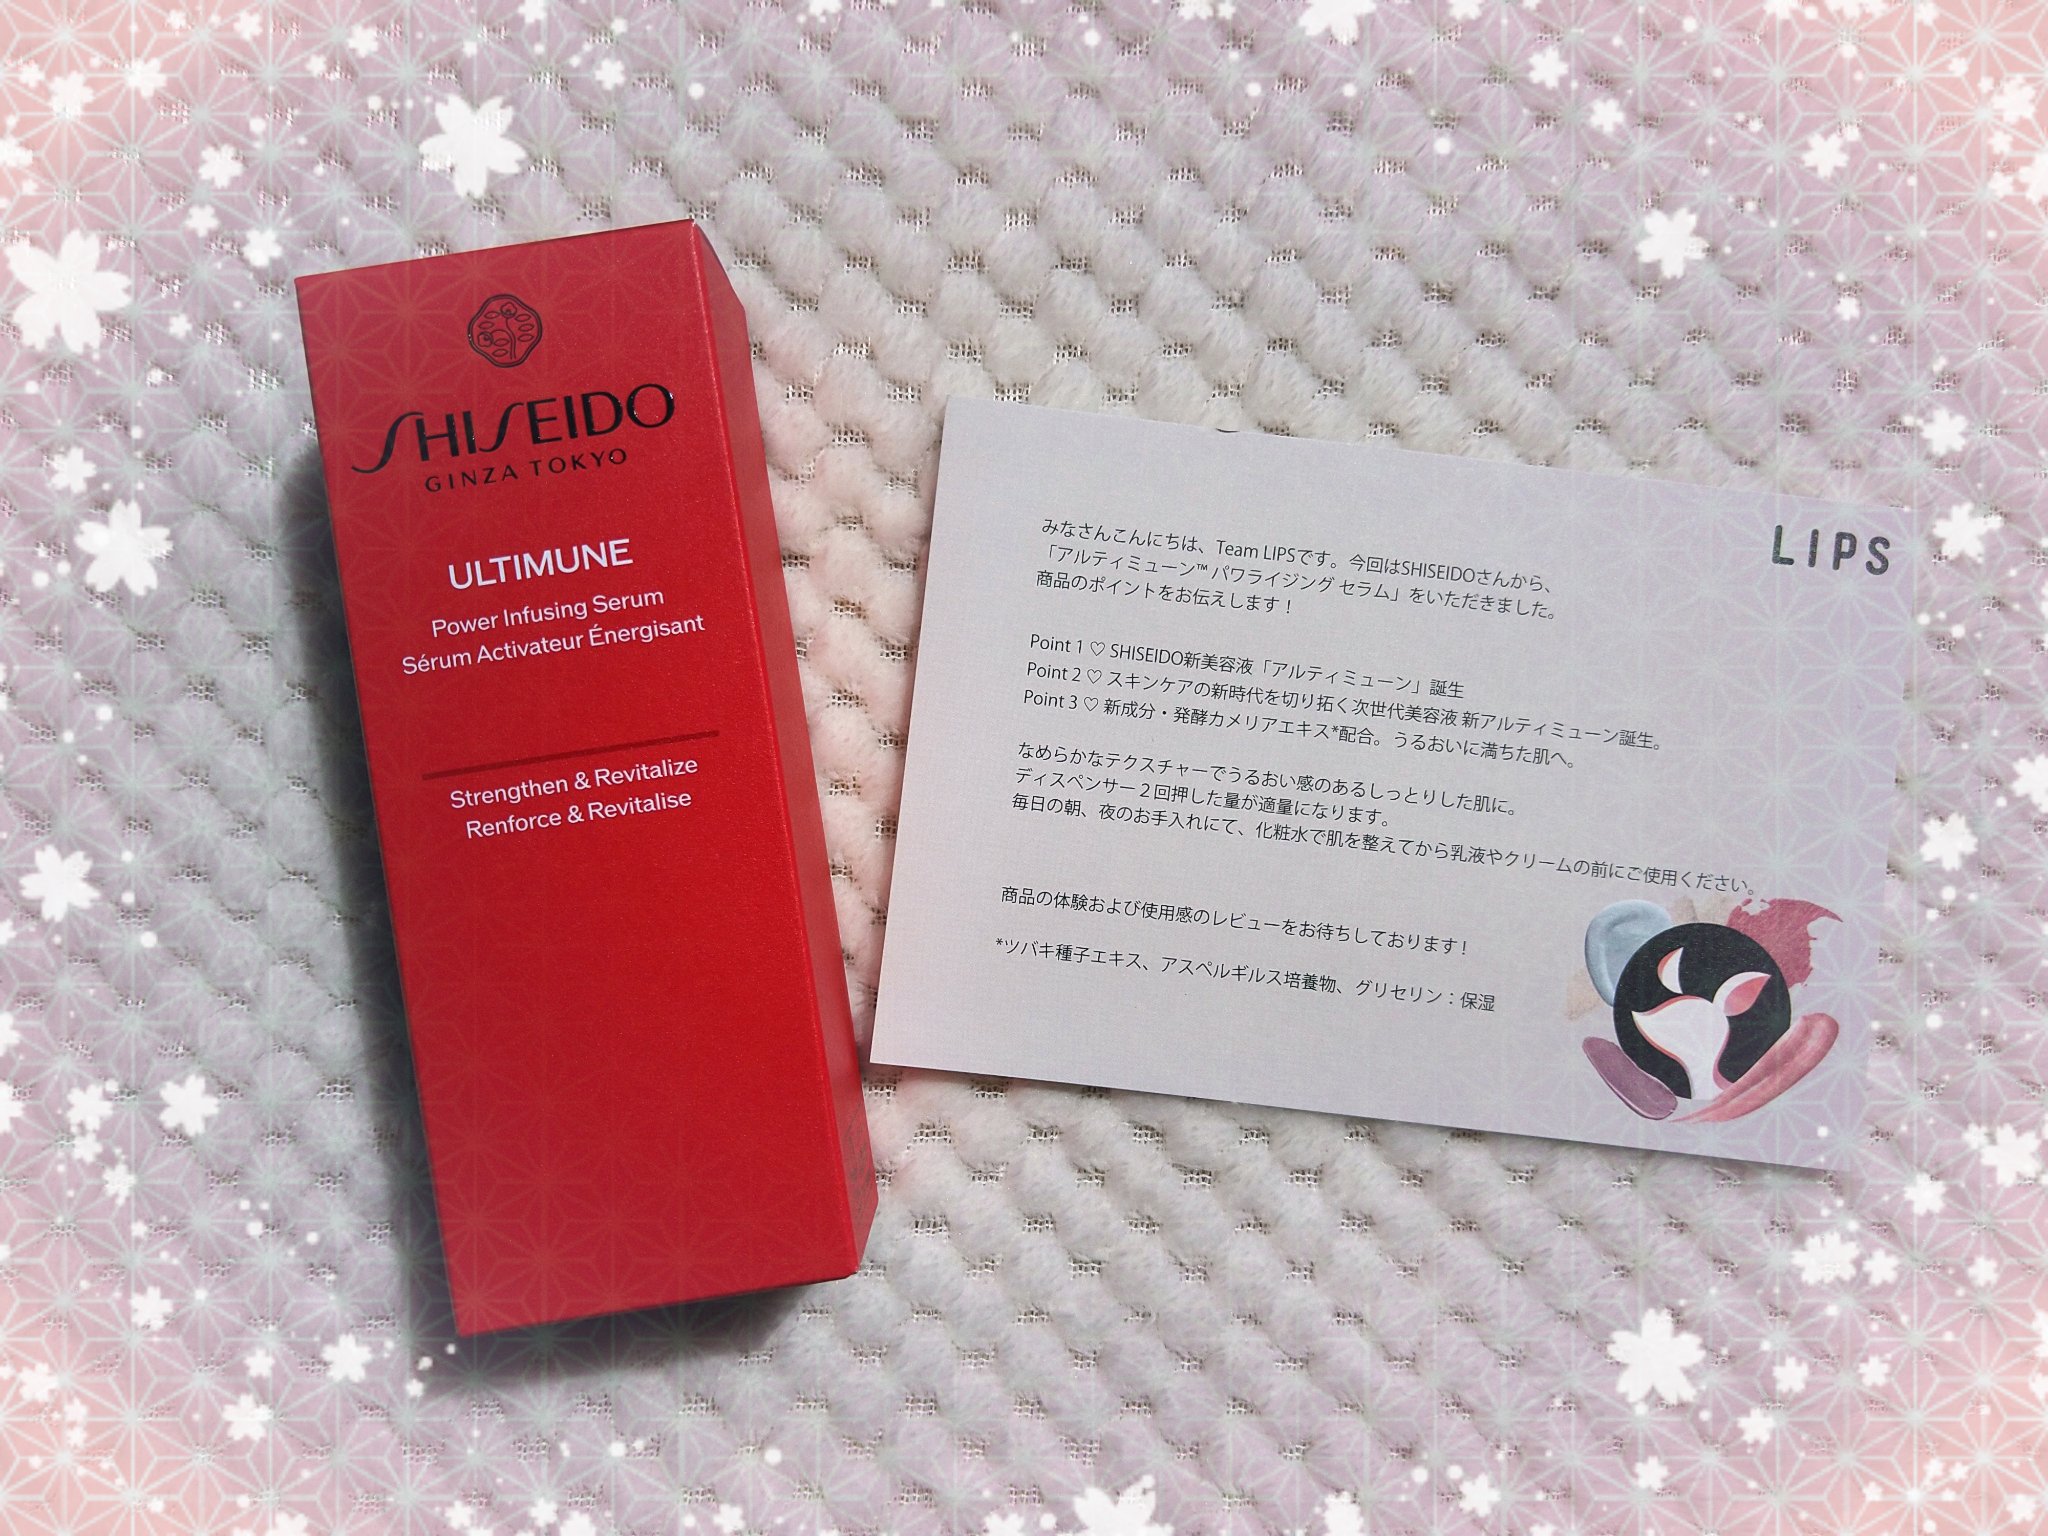 SHISEIDO
GINZA TOKYO
ULTIMUNE
Power Infusing Serum
Sérum Activateur Énergisant
Strengthen & Revitalize
Renforce & Revitalise
LIPS
みなさんこんにちは、Team LIPSです。今回はSHISEIDOさんから、
「アルティミューン™ パワライジング セラム」をいただきました。
商品のポイントをお伝えします！
Point 1 ♡ SHISEIDO新美容液「アルティミューン」誕生
Point 2 ♡ スキンケアの新時代を切り拓く次世代美容液 新アルティミューン誕生。
Point 3 ♡ 新成分・発酵カメリアエキス*配合。うるおいに満ちた肌へ。
なめらかなテクスチャーでうるおい感のあるしっとりした肌に。
ディスペンサー２回押した量が適量になります。
毎日の朝、夜のお手入れにて、化粧水で肌を整えてから乳液やクリームの前にご使用ください。
商品の体験および使用感のレビューをお待ちしております！
*ツバキ種子エキス、アスペルギルス培養物、グリセリン：保湿